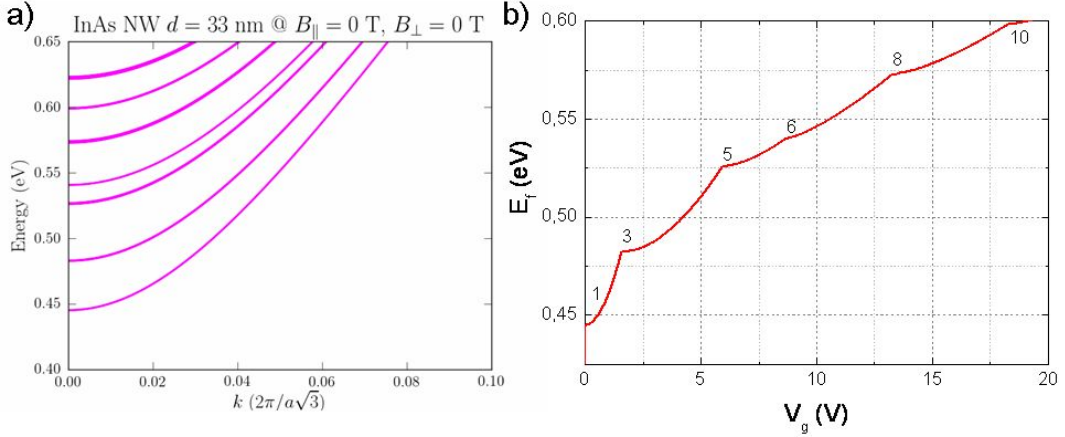 a)
InAs NW d = 33 nm @ B∥ = 0 T, B⊥ = 0 T
0.65
0.60
0.55
0.50
0.45
0.40
Energy (eV)
0.00 0.02 0.04 0.06 0.08 0.10
k (2π/a√3)
b)
0,60
0,55
0,50
0,45
E_f (eV)
1
3
5
6
8
10
0 5 10 15 20
V_g (V)